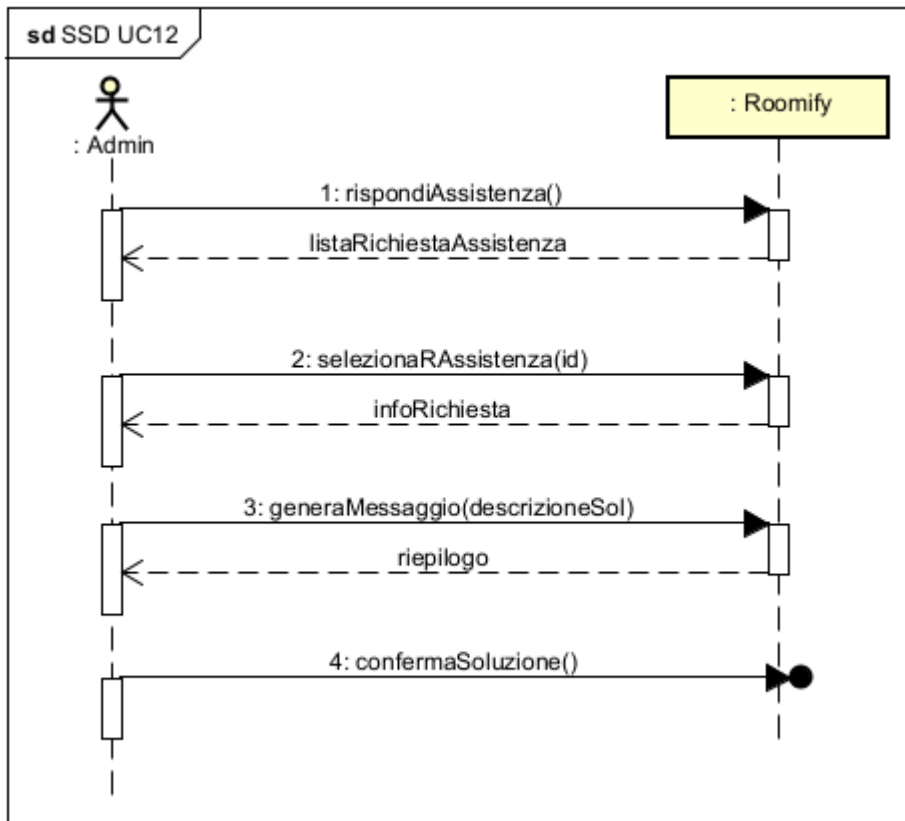 sd SSD UC12
: Admin
: Roomify
1: rispondiAssistenza()
listaRichiestaAssistenza
2: selezionaRAssistenza(id)
infoRichiesta
3: generaMessaggio(descrizioneSol)
riepilogo
4: confermaSoluzione()